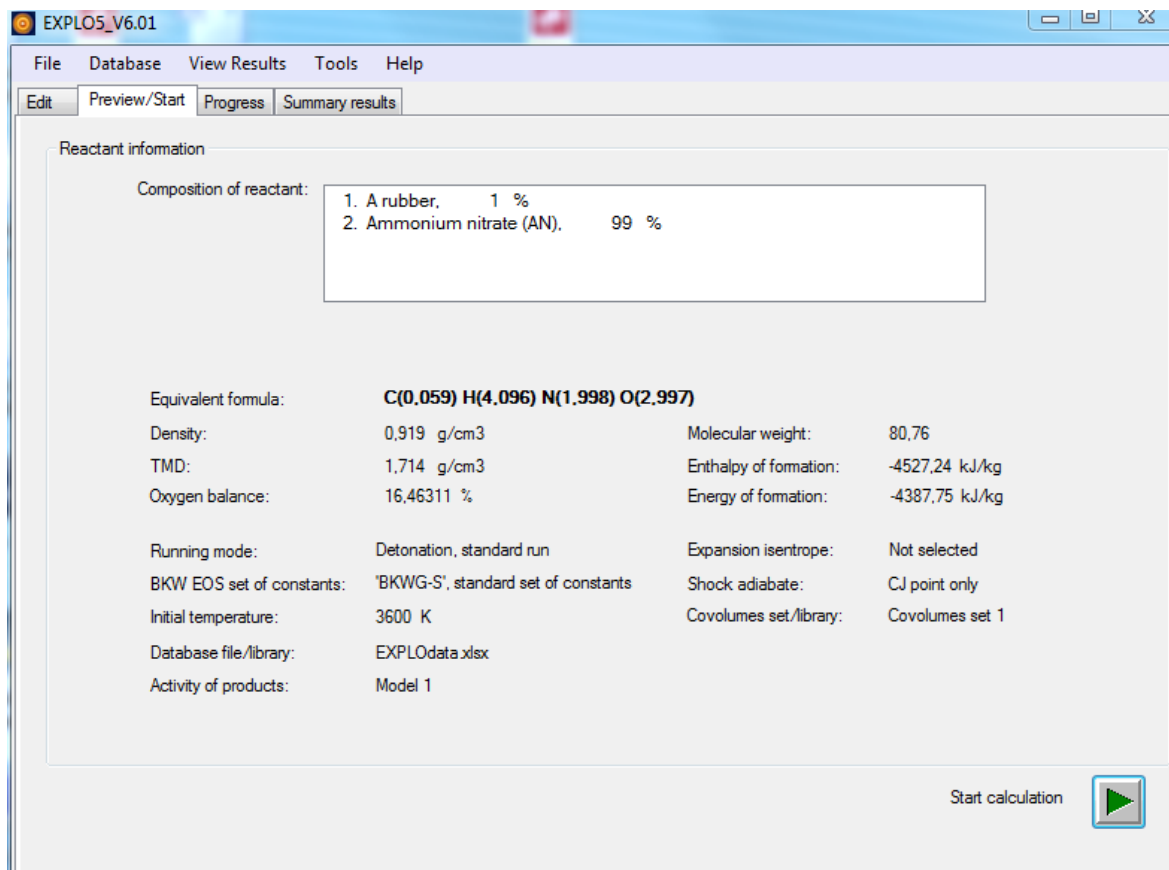 EXPLO5_V6.01
File Database View Results Tools Help
Edit Preview/Start Progress Summary results
Reactant information
Composition of reactant:
1. A rubber, 1 %
2. Ammonium nitrate (AN), 99 %
Equivalent formula: C(0,059) H(4,096) N(1,998) O(2,997)
Density: 0,919 g/cm3 Molecular weight: 80,76
TMD: 1,714 g/cm3 Enthalpy of formation: -4527,24 kJ/kg
Oxygen balance: 16,46311 % Energy of formation: -4387,75 kJ/kg
Running mode: Detonation, standard run Expansion isentrope: Not selected
BKW EOS set of constants: 'BKWG-S', standard set of constants Shock adiabate: CJ point only
Initial temperature: 3600 K Covolumes set/library: Covolumes set 1
Database file/library: EXPLOdata.xlsx
Activity of products: Model 1
Start calculation